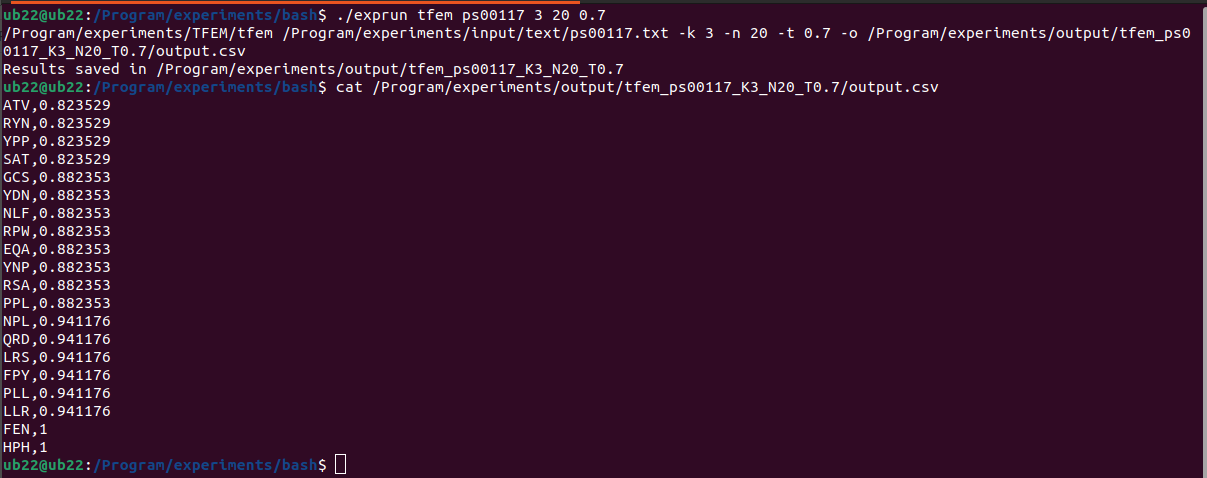 ub22@ub22:/Program/experiments/bash$ ./exprun tfem ps00117 3 20 0.7
/Program/experiments/TFEM/tfem /Program/experiments/input/text/ps00117.txt -k 3 -n 20 -t 0.7 -o /Program/experiments/output/tfem_ps0
0117_K3_N20_T0.7/output.csv
Results saved in /Program/experiments/output/tfem_ps00117_K3_N20_T0.7
ub22@ub22:/Program/experiments/bash$ cat /Program/experiments/output/tfem_ps00117_K3_N20_T0.7/output.csv
ATV,0.823529
RYN,0.823529
YPP,0.823529
SAT,0.823529
GCS,0.882353
YDN,0.882353
NLF,0.882353
RPW,0.882353
EQA,0.882353
YNP,0.882353
RSA,0.882353
PPL,0.882353
NPL,0.941176
QRD,0.941176
LRS,0.941176
FPY,0.941176
PLL,0.941176
LLR,0.941176
FEN,1
HPH,1
ub22@ub22:/Program/experiments/bash$